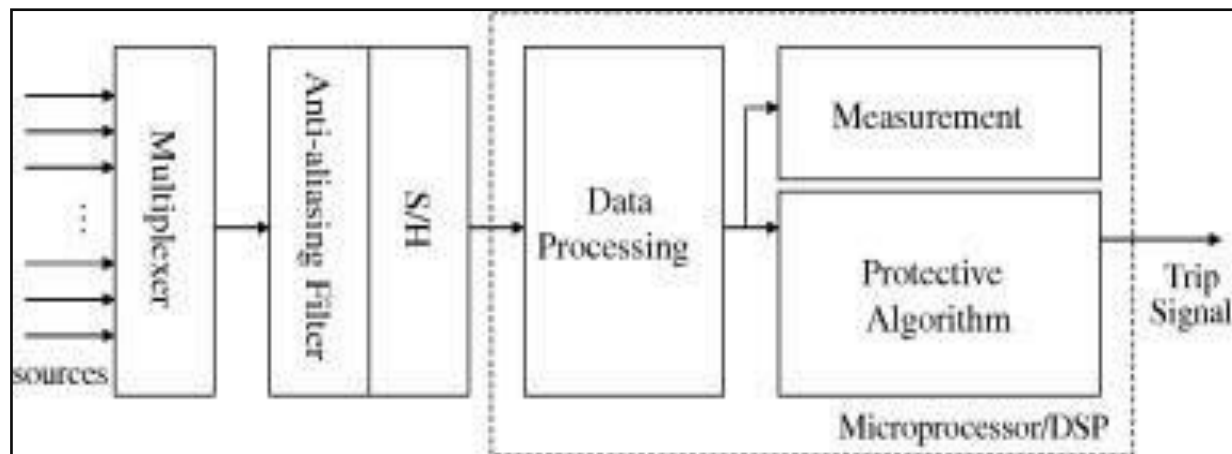 sources
Multiplexer
Anti-aliasing Filter
S/H
Data
Processing
Measurement
Protective
Algorithm
Trip
Signal
Microprocessor/DSP